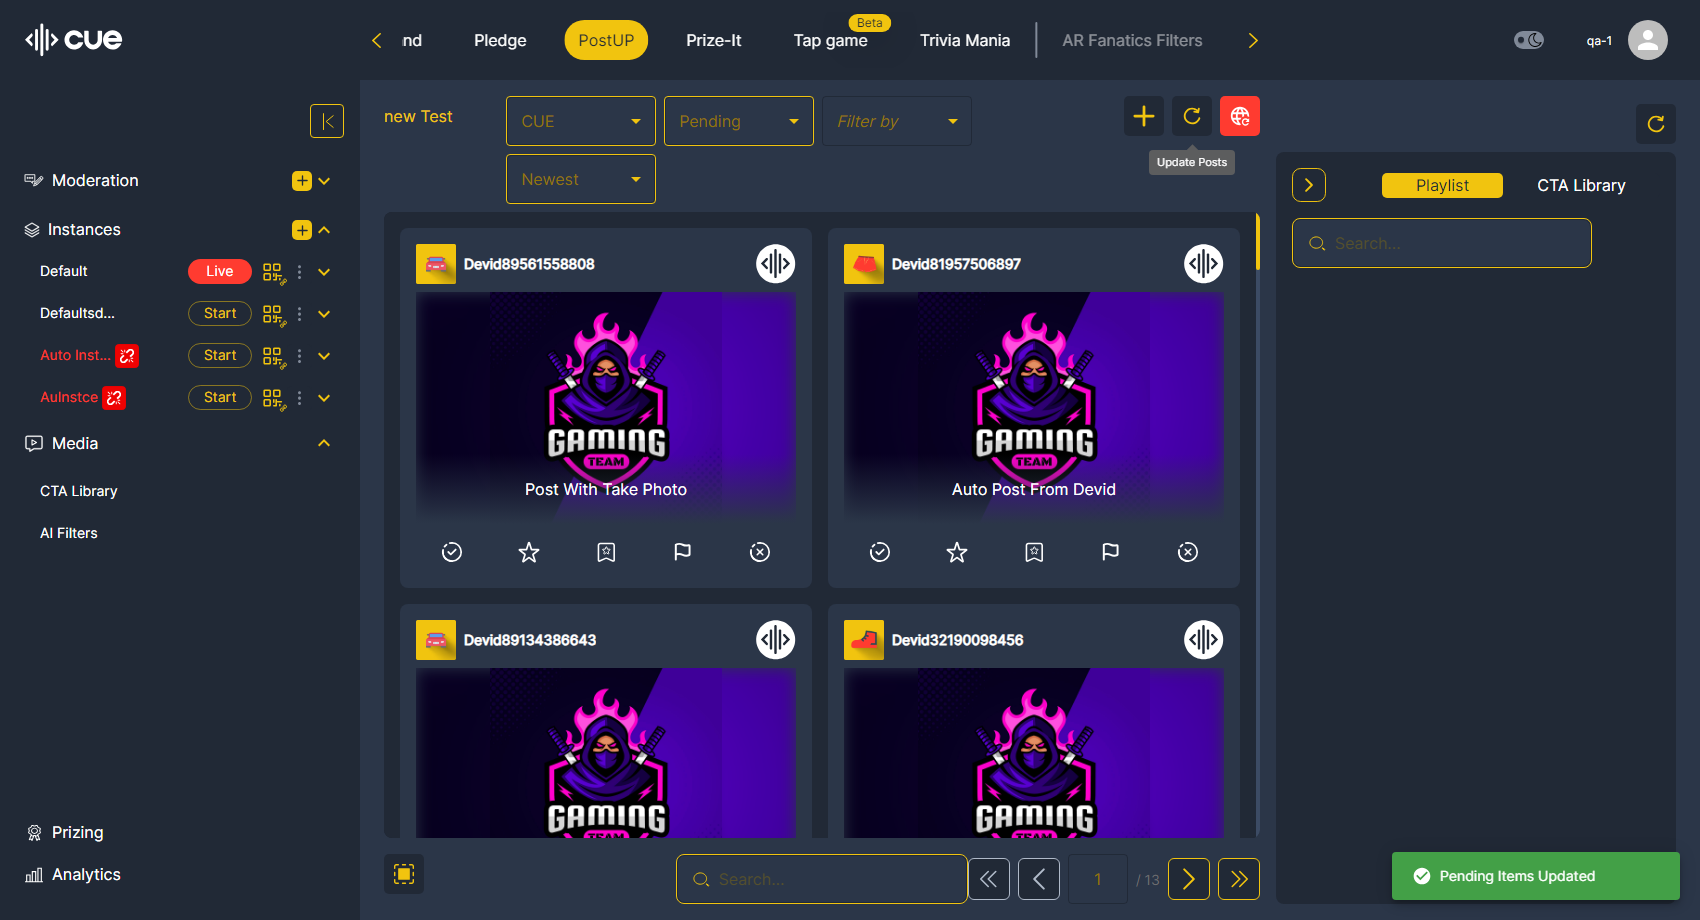 cue
nd
Pledge
PostUP
Prize-It
Beta
Tap game
Trivia Mania
AR Fanatics Filters
qa-1
Moderation
Instances
Default
Live
Defaultsd...
Start
Auto Inst...
Start
AuInstce
Start
Media
CTA Library
AI Filters
Prizing
Analytics
new Test
CUE
Pending
Filter by
Newest
Update Posts
Devid89561558808
GAMING
TEAM
Post With Take Photo
Devid81957506897
GAMING
TEAM
Auto Post From Devid
Devid89134386643
GAMING
TEAM
Devid32190098456
GAMING
TEAM
Search...
1
/ 13
Playlist
CTA Library
Search...
Pending Items Updated